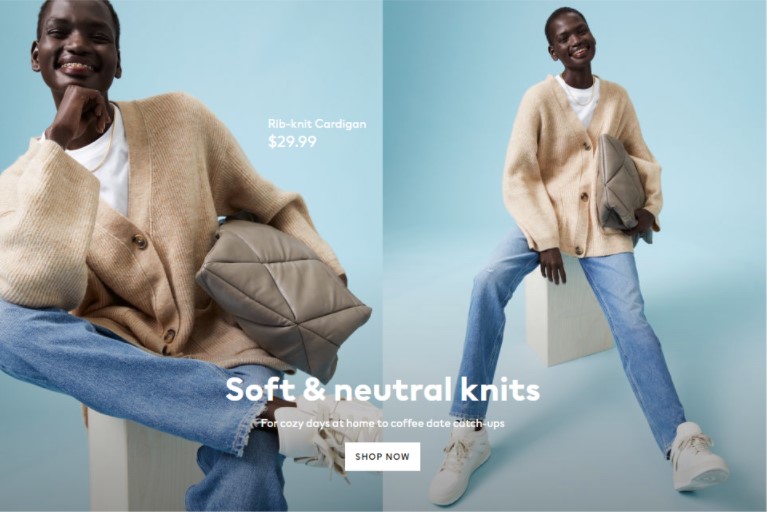 Rib-knit Cardigan
$29.99
Soft & neutral knits
For cozy days at home to coffee date catch-ups
SHOP NOW